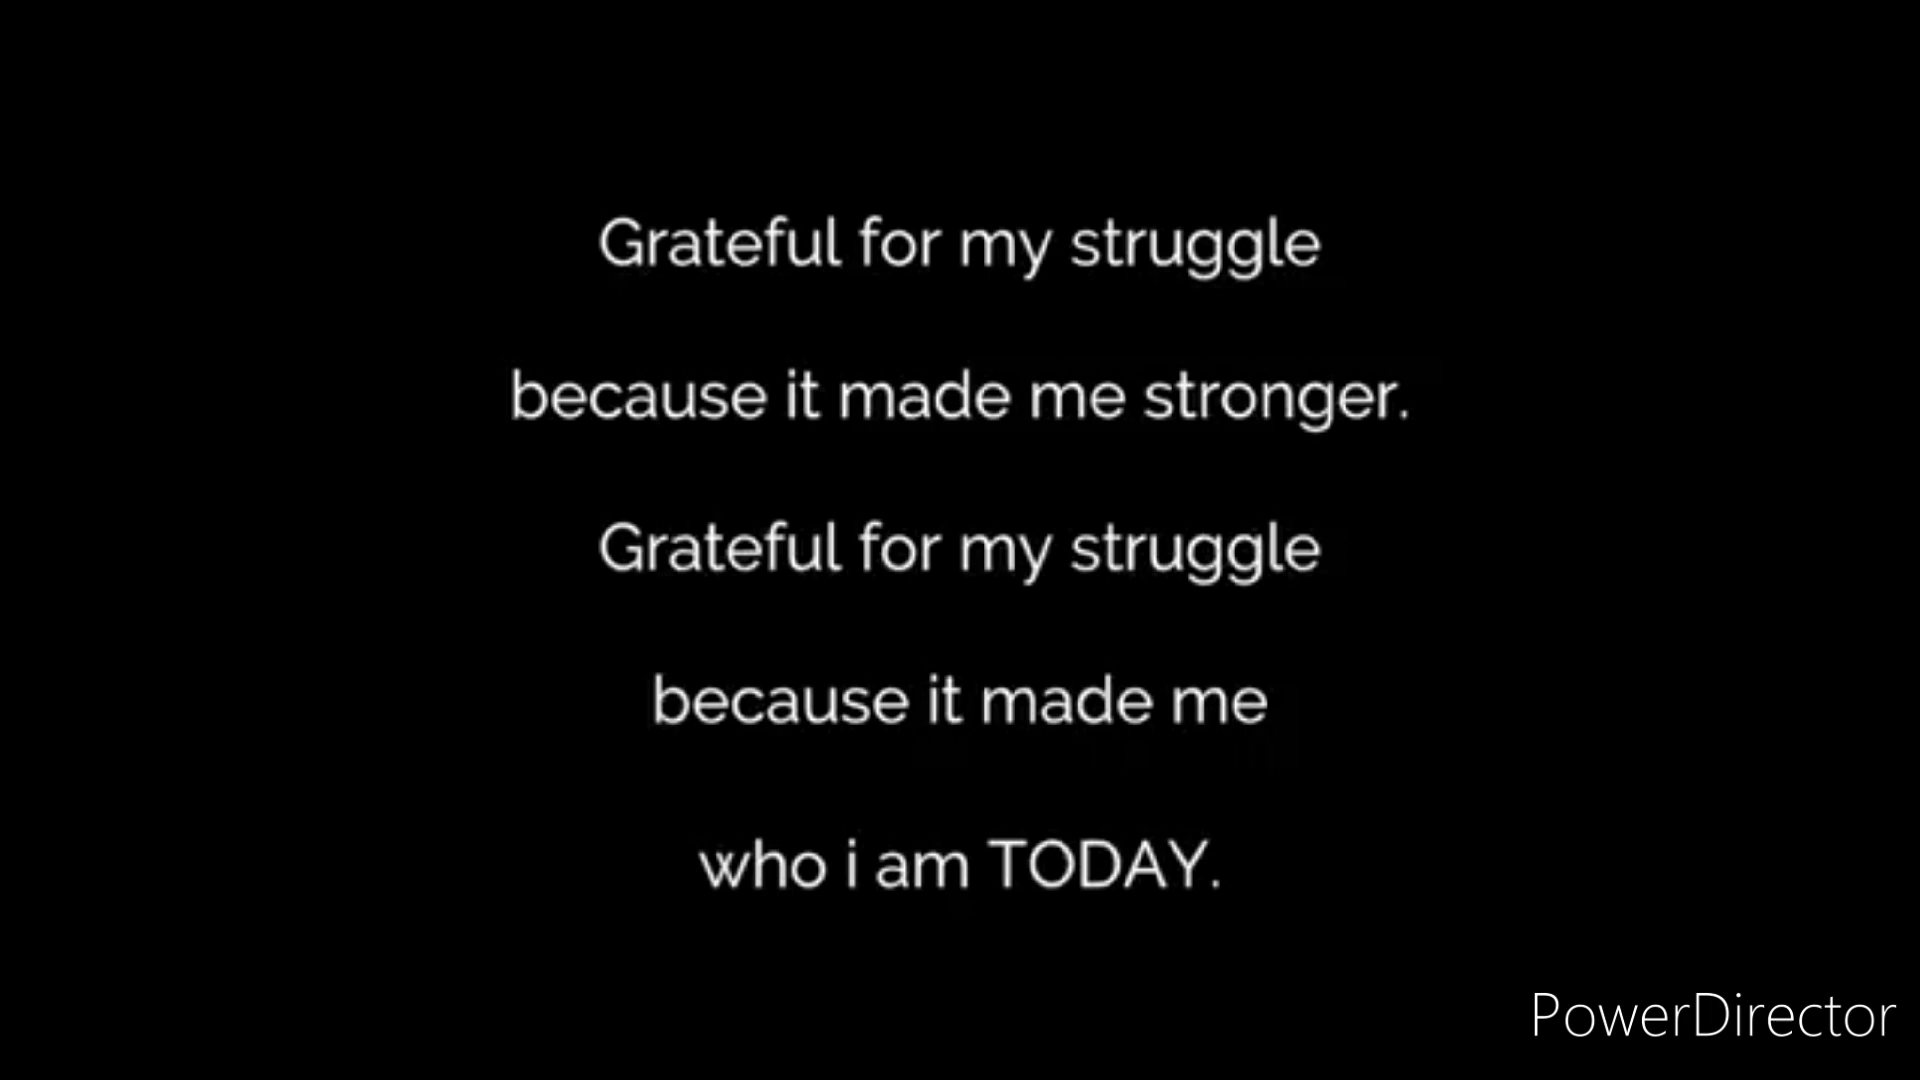 Grateful for my struggle
because it made me stronger.
Grateful for my struggle
because it made me
who i am TODAY.
PowerDirector